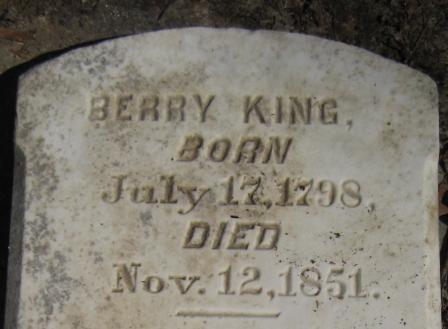 BERRY KING,
BORN
July 17, 1798,
DIED
Nov. 12, 1851.